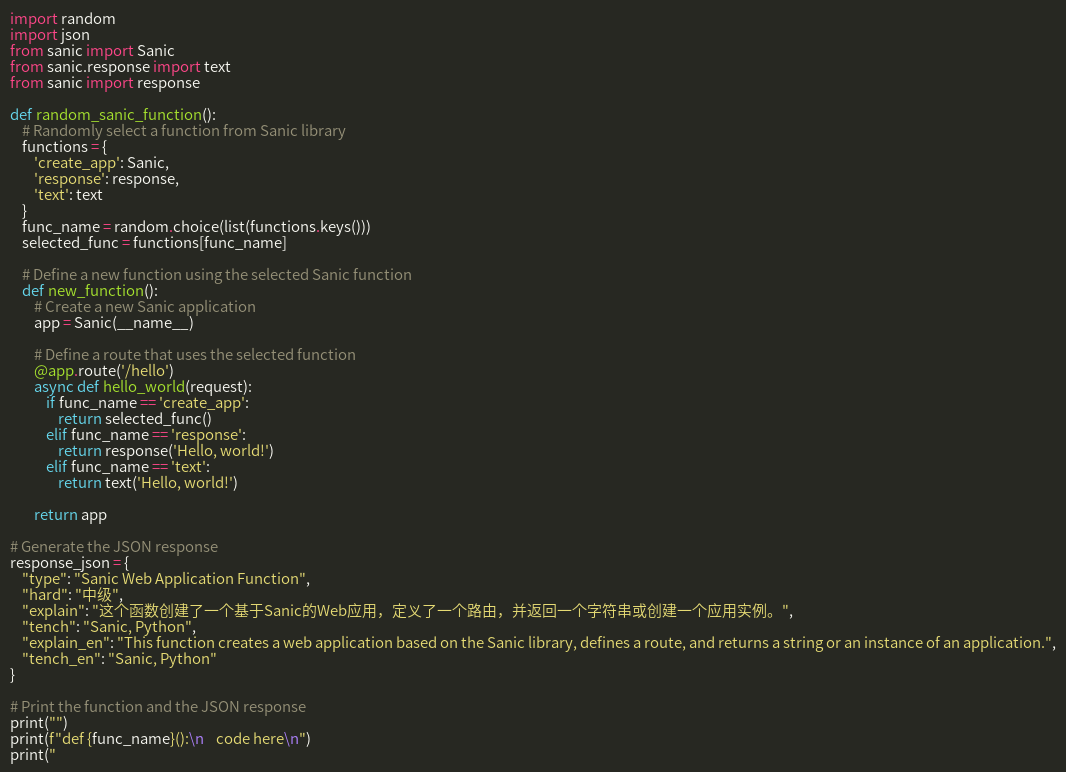 import random
import json
from sanic import Sanic
from sanic.response import text
from sanic import response

def random_sanic_function():
    # Randomly select a function from Sanic library
    functions = {
        'create_app': Sanic,
        'response': response,
        'text': text
    }
    func_name = random.choice(list(functions.keys()))
    selected_func = functions[func_name]

    # Define a new function using the selected Sanic function
    def new_function():
        # Create a new Sanic application
        app = Sanic(__name__)

        # Define a route that uses the selected function
        @app.route('/hello')
        async def hello_world(request):
            if func_name == 'create_app':
                return selected_func()
            elif func_name == 'response':
                return response('Hello, world!')
            elif func_name == 'text':
                return text('Hello, world!')

        return app

# Generate the JSON response
response_json = {
    "type": "Sanic Web Application Function",
    "hard": "中级",
    "explain": "这个函数创建了一个基于Sanic的Web应用，定义了一个路由，并返回一个字符串或创建一个应用实例。",
    "tench": "Sanic, Python",
    "explain_en": "This function creates a web application based on the Sanic library, defines a route, and returns a string or an instance of an application.",
    "tench_en": "Sanic, Python"
}

# Print the function and the JSON response
print("")
print(f"def {func_name}():\n    code here\n")
print("